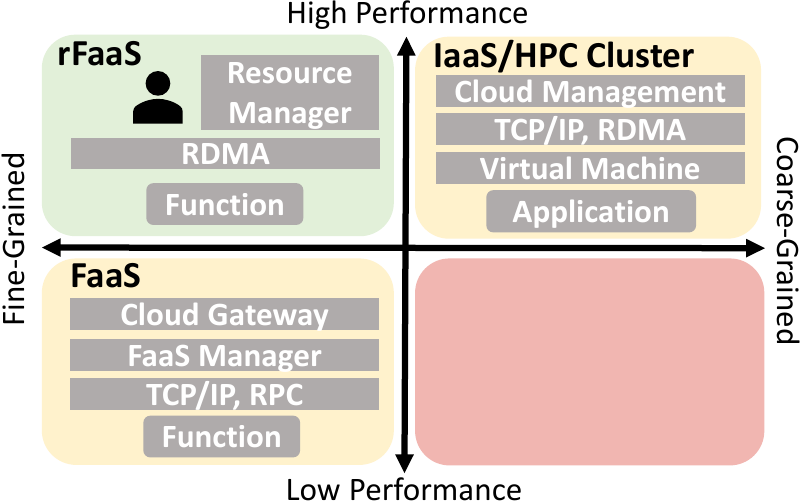 High Performance
rFaaS
Resource
Manager
RDMA
Function
IaaS/HPC Cluster
Cloud Management
TCP/IP, RDMA
Virtual Machine
Application
Fine-Grained
Coarse-Grained
FaaS
Cloud Gateway
FaaS Manager
TCP/IP, RPC
Function
Low Performance